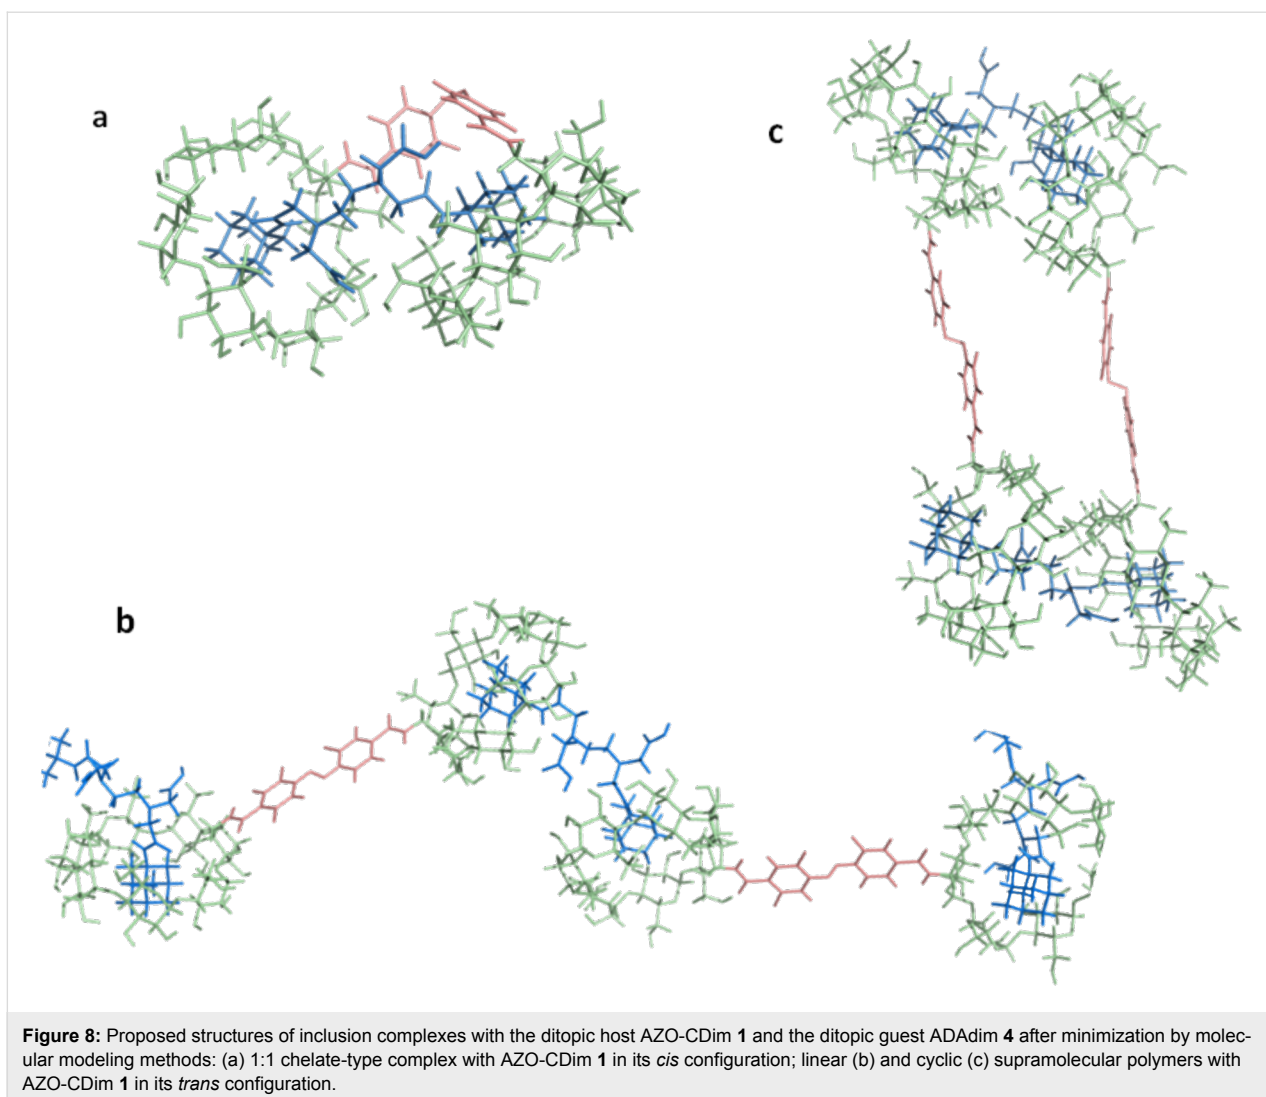 a
c
b
Figure 8: Proposed structures of inclusion complexes with the ditopic host AZO-CDim 1 and the ditopic guest ADAdim 4 after minimization by molec-
ular modeling methods: (a) 1:1 chelate-type complex with AZO-CDim 1 in its cis configuration; linear (b) and cyclic (c) supramolecular polymers with
AZO-CDim 1 in its trans configuration.